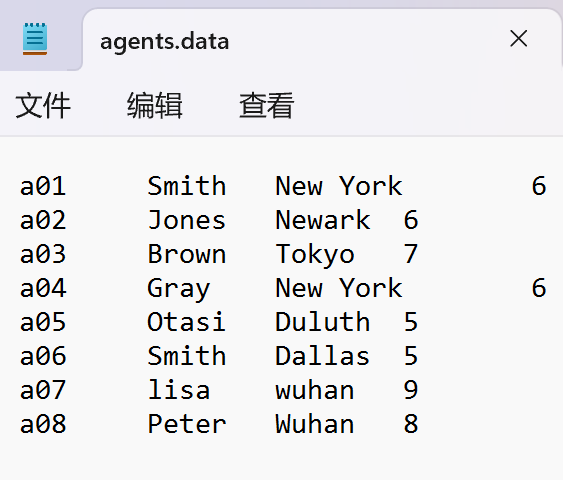 agents.data
文件 编辑 查看
a01 Smith New York 6
a02 Jones Newark 6
a03 Brown Tokyo 7
a04 Gray New York 6
a05 Otasi Duluth 5
a06 Smith Dallas 5
a07 lisa wuhan 9
a08 Peter Wuhan 8